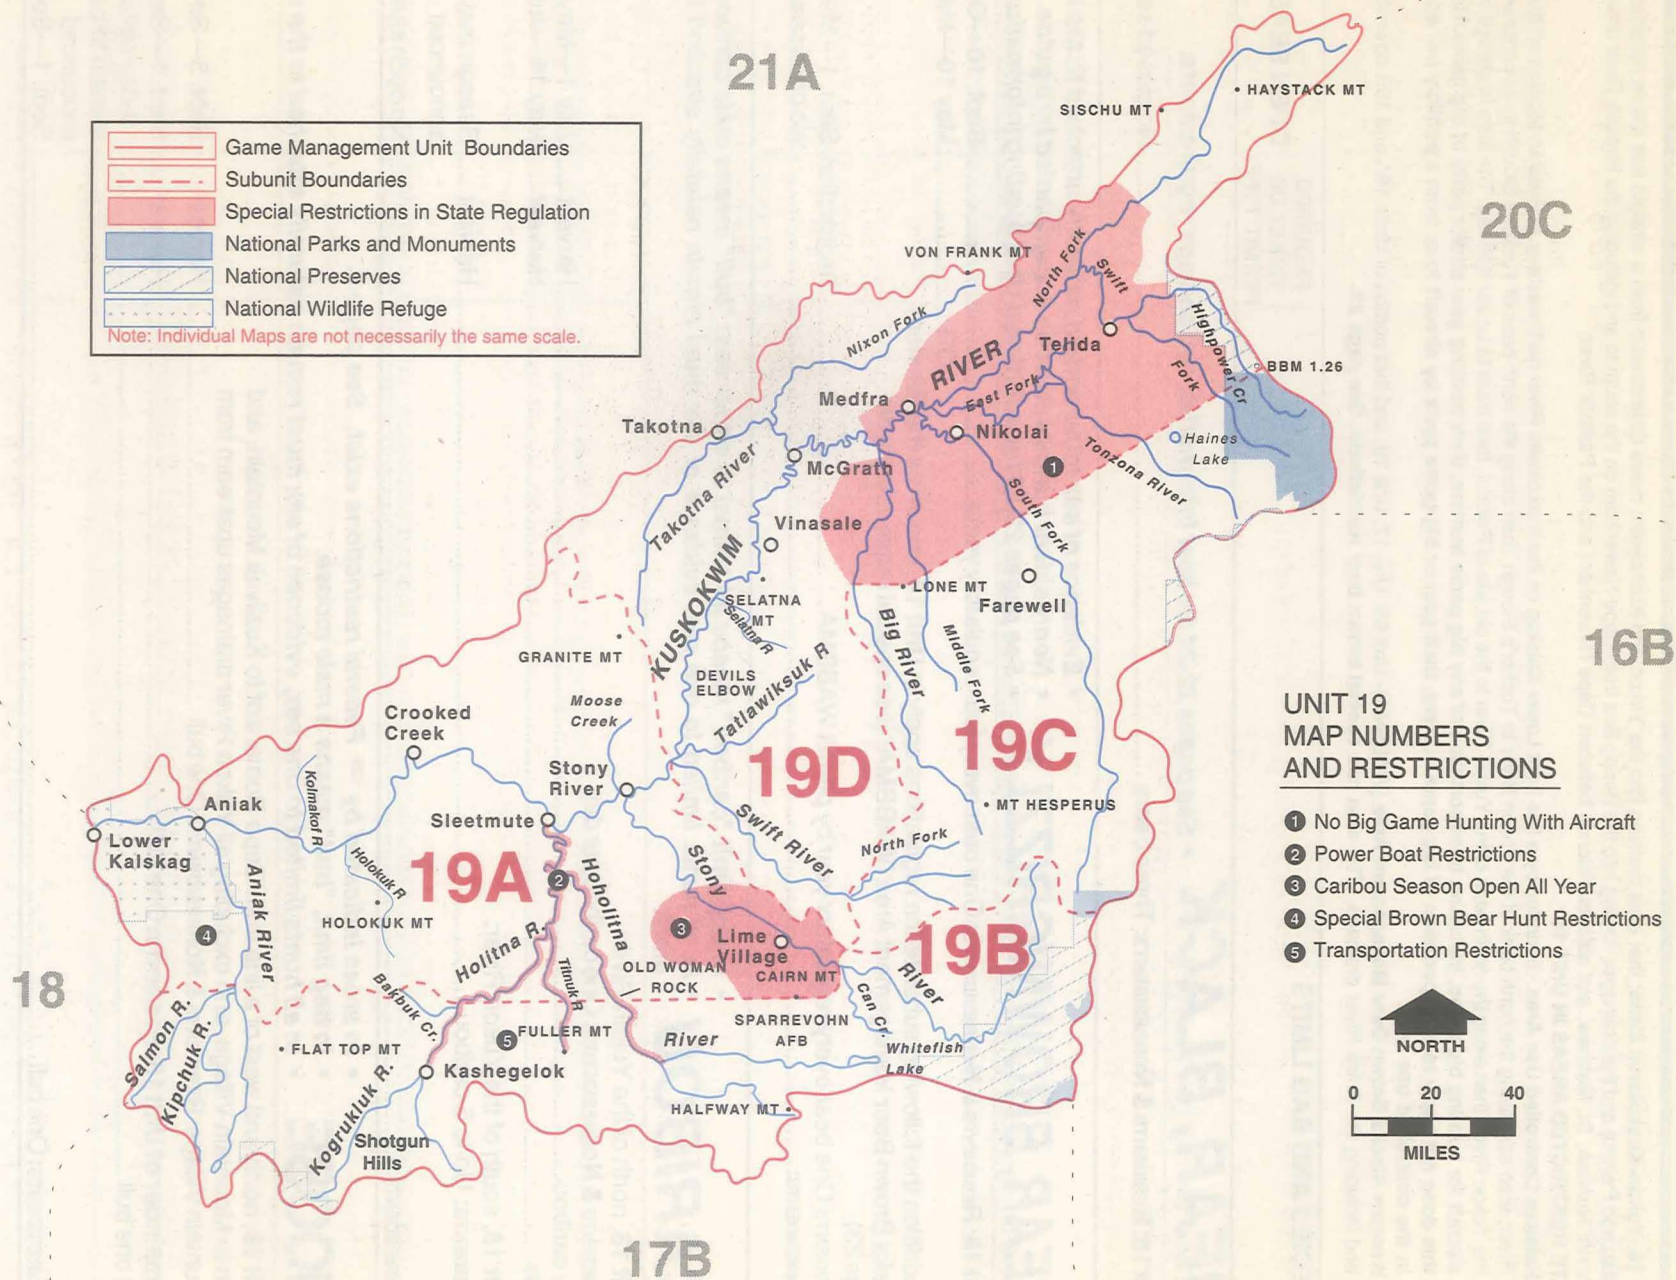 21A
HAYSTACK MT
SISCHU MT
Game Management Unit Boundaries
Subunit Boundaries
Special Restrictions in State Regulation
National Parks and Monuments
National Preserves
National Wildlife Refuge
Note: Individual Maps are not necessarily the same scale.
20C
VON FRANK MT
North Fork
Swift
Nixon Fork
Highpower Cr
Telida
RIVER
BBM 1.26
Fork
East Fork
Medfra
Takotna
Nikolai
Haines
Lake
McGrath
Takotna River
Tonzona River
1
South Fork
Vinasale
KUSKOKWIM
LONE MT
Farewell
SELATNA
MT
Selatna R
GRANITE MT
Big River
Middle Fork
16B
DEVILS
ELBOW
Tatlawiksuk R
Moose
Creek
Crooked
Creek
19C
19D
Stony
River
MT HESPERUS
UNIT 19
MAP NUMBERS
AND RESTRICTIONS
1 No Big Game Hunting With Aircraft
2 Power Boat Restrictions
3 Caribou Season Open All Year
4 Special Brown Bear Hunt Restrictions
5 Transportation Restrictions
Kolmakof R
Aniak
Sleetmute
Lower
Kalskag
Swift River
North Fork
Holokuk R
19A
2
Hoholitna
Stony
Aniak River
HOLOKUK MT
4
3
Lime
Village
19B
Holitna R.
OLD WOMAN
ROCK
CAIRN MT
Titnuk R
River
18
Bakbuk Cr.
Can Cr.
Salmon R.
Kipchuk R.
SPARREVOHN
AFB
5
FULLER MT
River
FLAT TOP MT
Whitefish
Lake
NORTH
Kashegelok
Kogrukluk R.
HALFWAY MT
0 20 40
MILES
Shotgun
Hills
17B